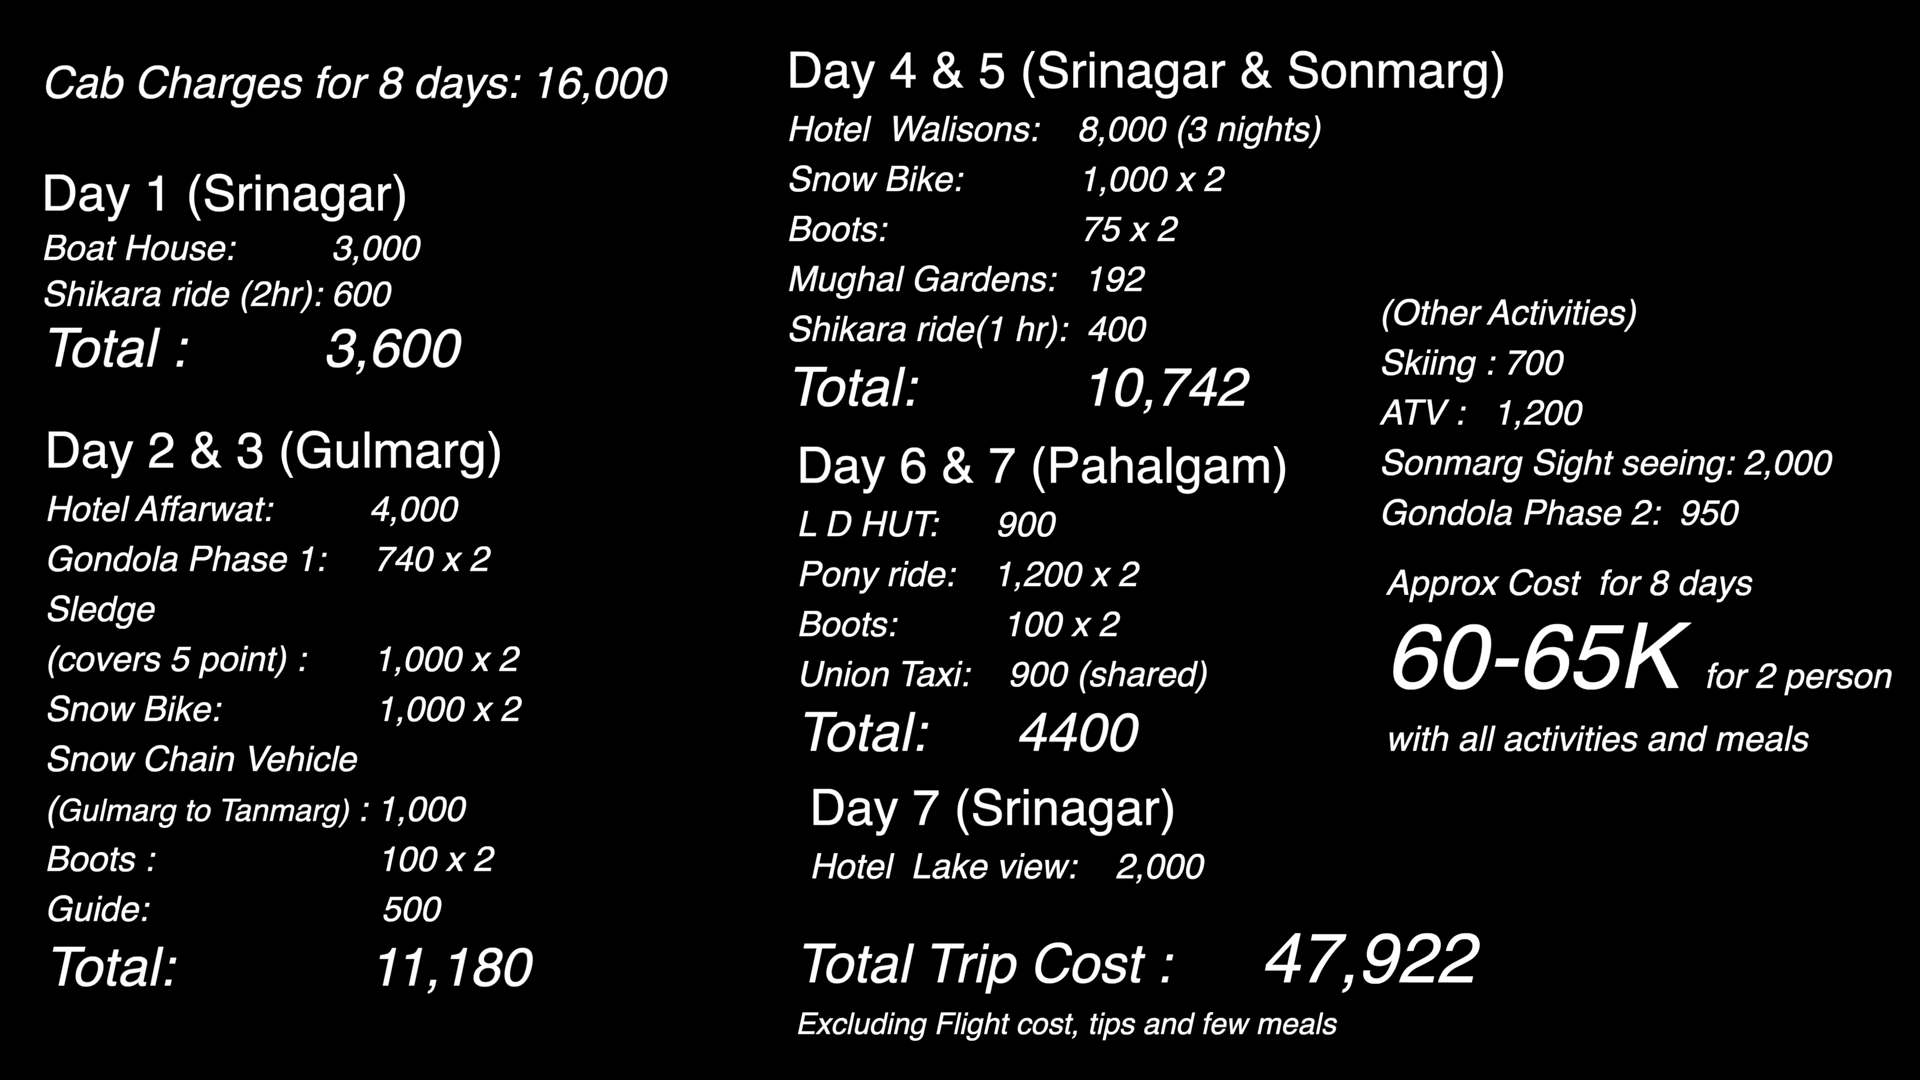 Cab Charges for 8 days: 16,000
Day 1 (Srinagar)
Boat House: 3,000
Shikara ride (2hr): 600
Total : 3,600
Day 2 & 3 (Gulmarg)
Hotel Affarwat: 4,000
Gondola Phase 1: 740 x 2
Sledge
(covers 5 point) : 1,000 x 2
Snow Bike: 1,000 x 2
Snow Chain Vehicle
(Gulmarg to Tanmarg) : 1,000
Boots : 100 x 2
Guide: 500
Total: 11,180
Day 4 & 5 (Srinagar & Sonmarg)
Hotel Walisons: 8,000 (3 nights)
Snow Bike: 1,000 x 2
Boots: 75 x 2
Mughal Gardens: 192
Shikara ride(1 hr): 400
Total: 10,742
Day 6 & 7 (Pahalgam)
L D HUT: 900
Pony ride: 1,200 x 2
Boots: 100 x 2
Union Taxi: 900 (shared)
Total: 4400
Day 7 (Srinagar)
Hotel Lake view: 2,000
Total Trip Cost : 47,922
Excluding Flight cost, tips and few meals
(Other Activities)
Skiing : 700
ATV : 1,200
Sonmarg Sight seeing: 2,000
Gondola Phase 2: 950
Approx Cost for 8 days
60-65K for 2 person
with all activities and meals